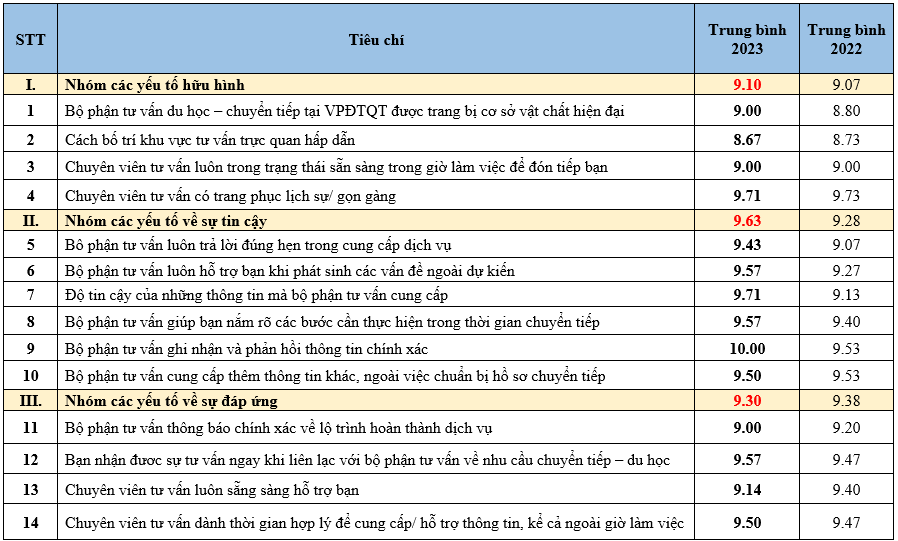 STT Tiêu chí Trung bình 2023 Trung bình 2022
I. Nhóm các yếu tố hữu hình 9.10 9.07
1 Bộ phận tư vấn du học – chuyển tiếp tại VPĐTQT được trang bị cơ sở vật chất hiện đại 9.00 8.80
2 Cách bố trí khu vực tư vấn trực quan hấp dẫn 8.67 8.73
3 Chuyên viên tư vấn luôn trong trạng thái sẵn sàng trong giờ làm việc để đón tiếp bạn 9.00 9.00
4 Chuyên viên tư vấn có trang phục lịch sự/ gọn gàng 9.71 9.73
II. Nhóm các yếu tố về sự tin cậy 9.63 9.28
5 Bộ phận tư vấn luôn trả lời đúng hẹn trong cung cấp dịch vụ 9.43 9.07
6 Bộ phận tư vấn luôn hỗ trợ bạn khi phát sinh các vấn đề ngoài dự kiến 9.57 9.27
7 Độ tin cậy của những thông tin mà bộ phận tư vấn cung cấp 9.71 9.13
8 Bộ phận tư vấn giúp bạn nắm rõ các bước cần thực hiện trong thời gian chuyển tiếp 9.57 9.40
9 Bộ phận tư vấn ghi nhận và phản hồi thông tin chính xác 10.00 9.53
10 Bộ phận tư vấn cung cấp thêm thông tin khác, ngoài việc chuẩn bị hồ sơ chuyển tiếp 9.50 9.53
III. Nhóm các yếu tố về sự đáp ứng 9.30 9.38
11 Bộ phận tư vấn thông báo chính xác về lộ trình hoàn thành dịch vụ 9.00 9.20
12 Bạn nhận đươc sự tư vấn ngay khi liên lạc với bộ phận tư vấn về nhu cầu chuyển tiếp – du học 9.57 9.47
13 Chuyên viên tư vấn luôn sẵng sàng hỗ trợ bạn 9.14 9.40
14 Chuyên viên tư vấn dành thời gian hợp lý để cung cấp/ hỗ trợ thông tin, kể cả ngoài giờ làm việc 9.50 9.47